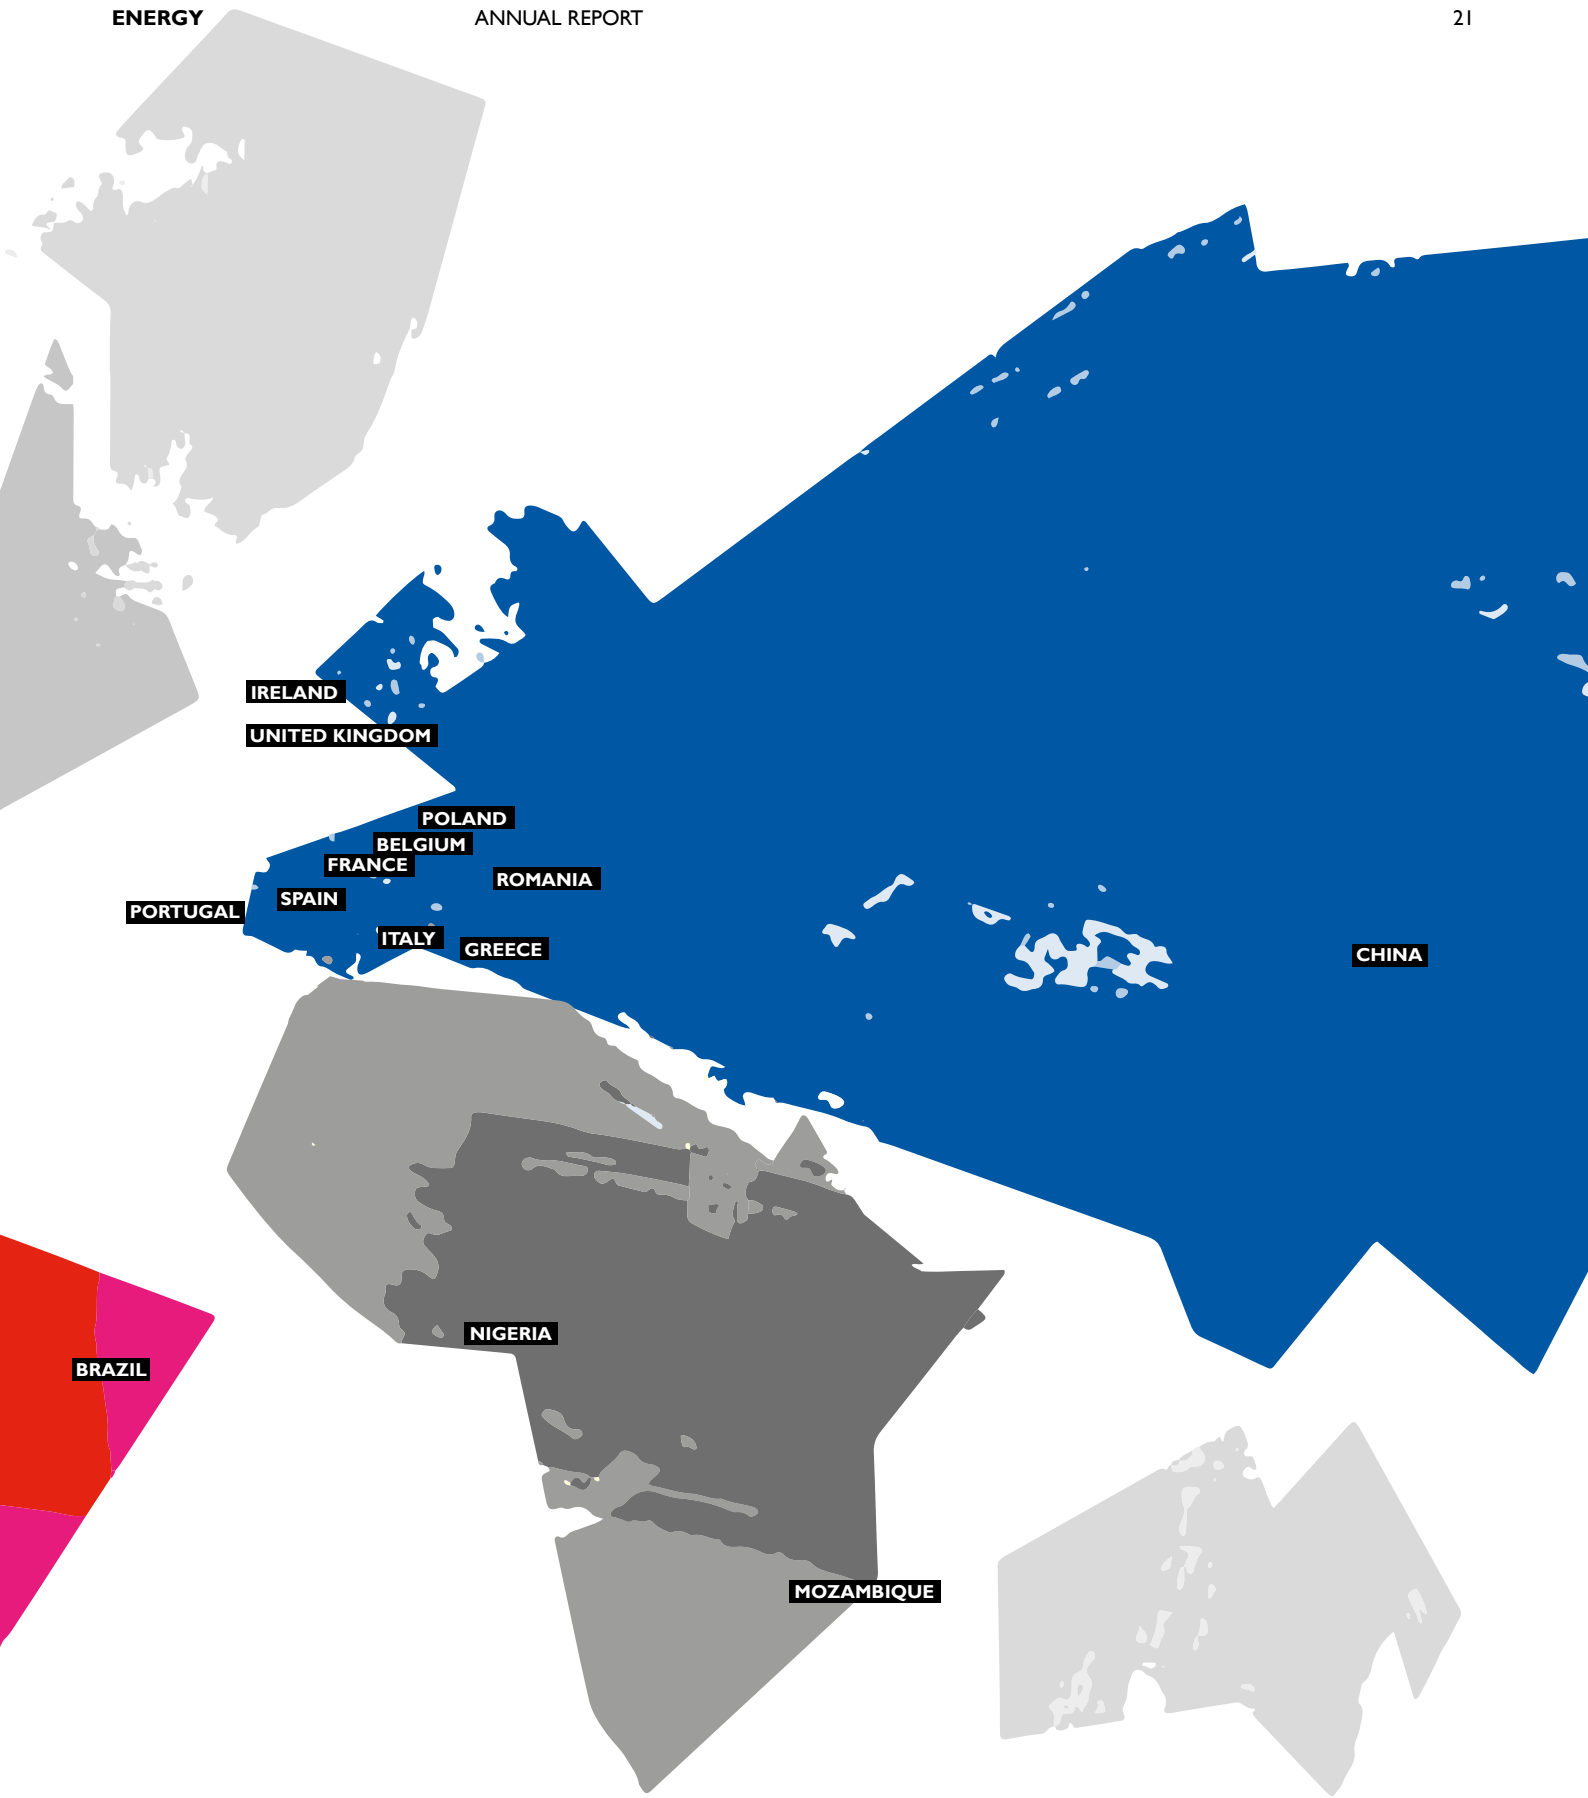 ENERGY ANNUAL REPORT 21
IRELAND
UNITED KINGDOM
POLAND
BELGIUM
FRANCE
ROMANIA
SPAIN
PORTUGAL
ITALY
GREECE
CHINA
NIGERIA
BRAZIL
MOZAMBIQUE